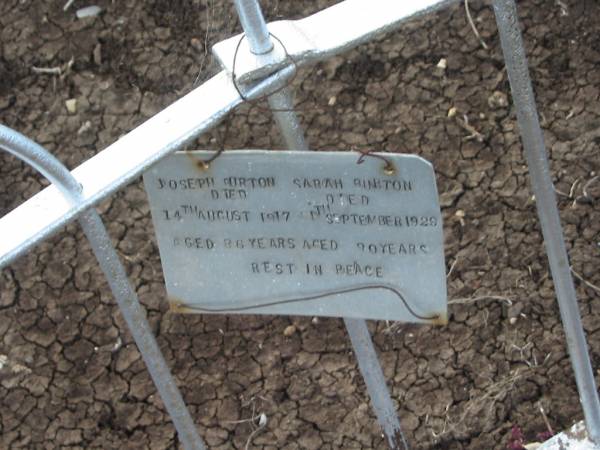 JOSEPH BURTON SARAH BURTON
DIED DIED
14TH AUGUST 1917 SEPTEMBER 1929
AGED 86 YEARS AGED 90 YEARS
REST IN PEACE